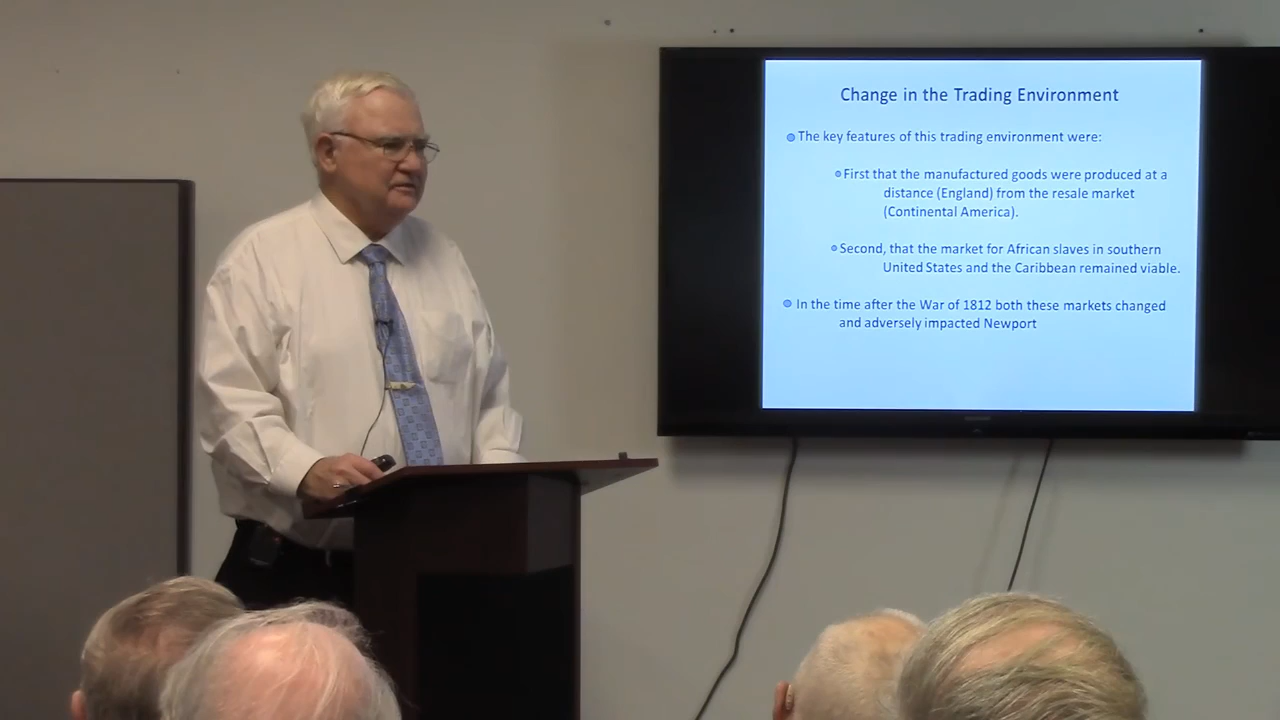 Change in the Trading Environment
The key features of this trading environment were:
First that the manufactured goods were produced at a
distance (England) from the resale market
(Continental America).
Second, that the market for African slaves in southern
United States and the Caribbean remained viable.
In the time after the War of 1812 both these markets changed
and adversely impacted Newport